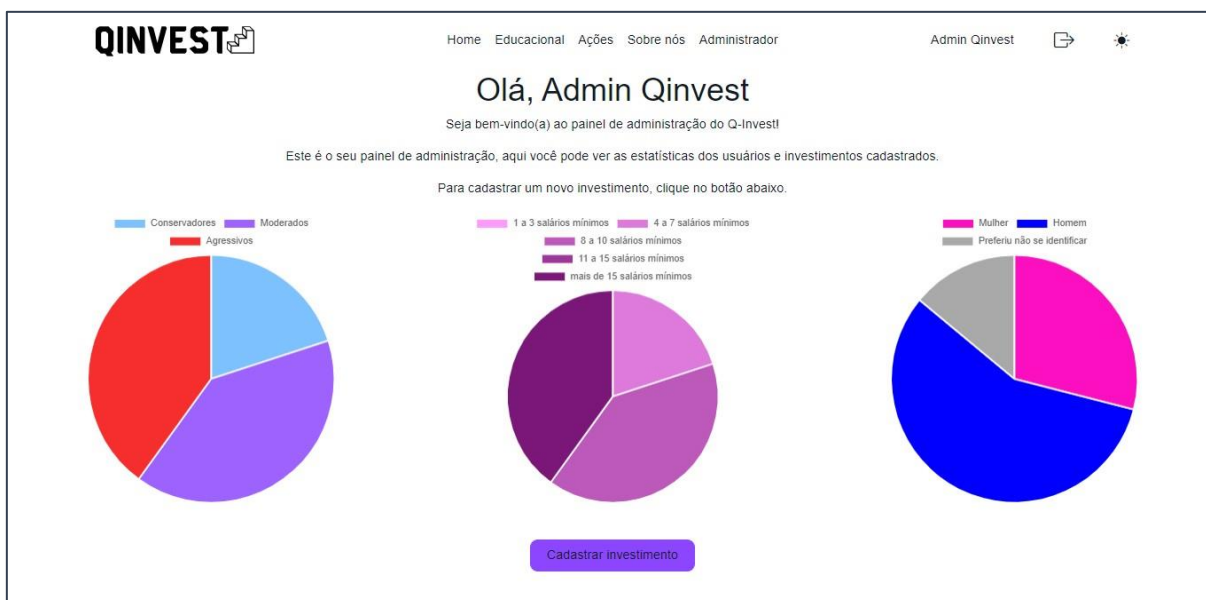 QINVEST
Home Educacional Ações Sobre nós Administrador
Admin Qinvest
Olá, Admin Qinvest
Seja bem-vindo(a) ao painel de administração do Q-Invest!
Este é o seu painel de administração, aqui você pode ver as estatísticas dos usuários e investimentos cadastrados.
Para cadastrar um novo investimento, clique no botão abaixo.
Conservadores Moderados
Agressivos
1 a 3 salários mínimos 4 a 7 salários mínimos
8 a 10 salários mínimos
11 a 15 salários mínimos
mais de 15 salários mínimos
Mulher Homem
Preferiu não se identificar
Cadastrar investimento